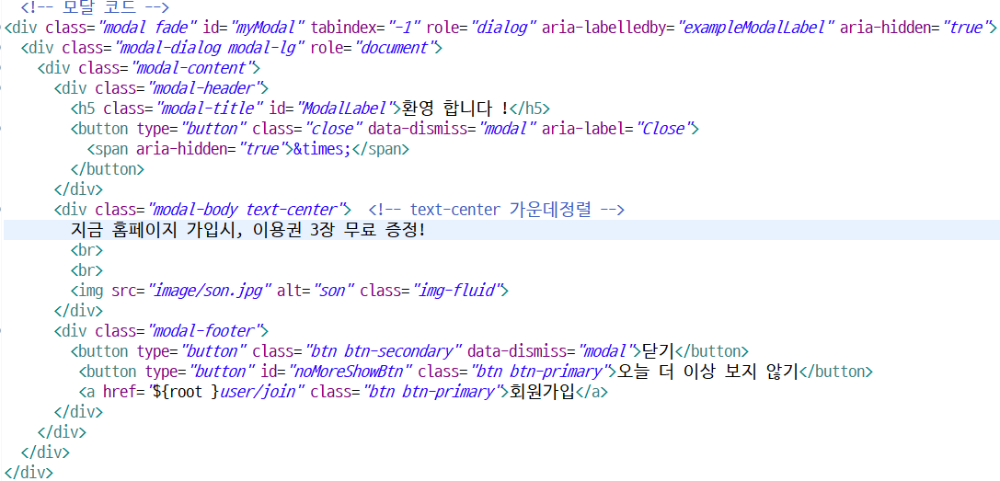 <!-- 모달 코드 -->
<div class="modal fade" id="myModal" tabindex="-1" role="dialog" aria-labelledby="exampleModalLabel" aria-hidden="true">
<div class="modal-dialog modal-lg" role="document">
<div class="modal-content">
<div class="modal-header">
<h5 class="modal-title" id="ModalLabel">환영 합니다 !</h5>
<button type="button" class="close" data-dismiss="modal" aria-label="Close">
<span aria-hidden="true">&times;</span>
</button>
</div>
<div class="modal-body text-center"> <!-- text-center 가운데정렬 -->
지금 홈페이지 가입시, 이용권 3장 무료 증정!
<br>
<br>
<img src="image/son.jpg" alt="son" class="img-fluid">
</div>
<div class="modal-footer">
<button type="button" class="btn btn-secondary" data-dismiss="modal">닫기</button>
<button type="button" id="noMoreShowBtn" class="btn btn-primary">오늘 더 이상 보지 않기</button>
<a href="${root }user/join" class="btn btn-primary">회원가입</a>
</div>
</div>
</div>
</div>